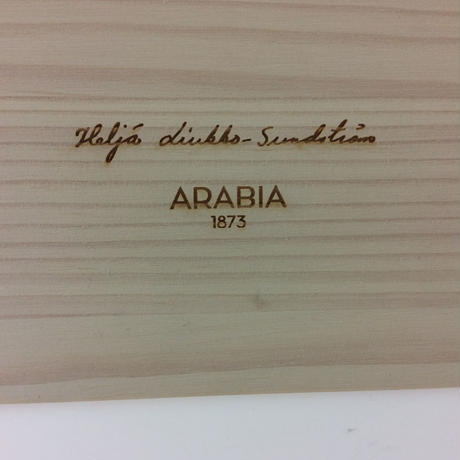 Heljä Liukko-Sundström
ARABIA
1873